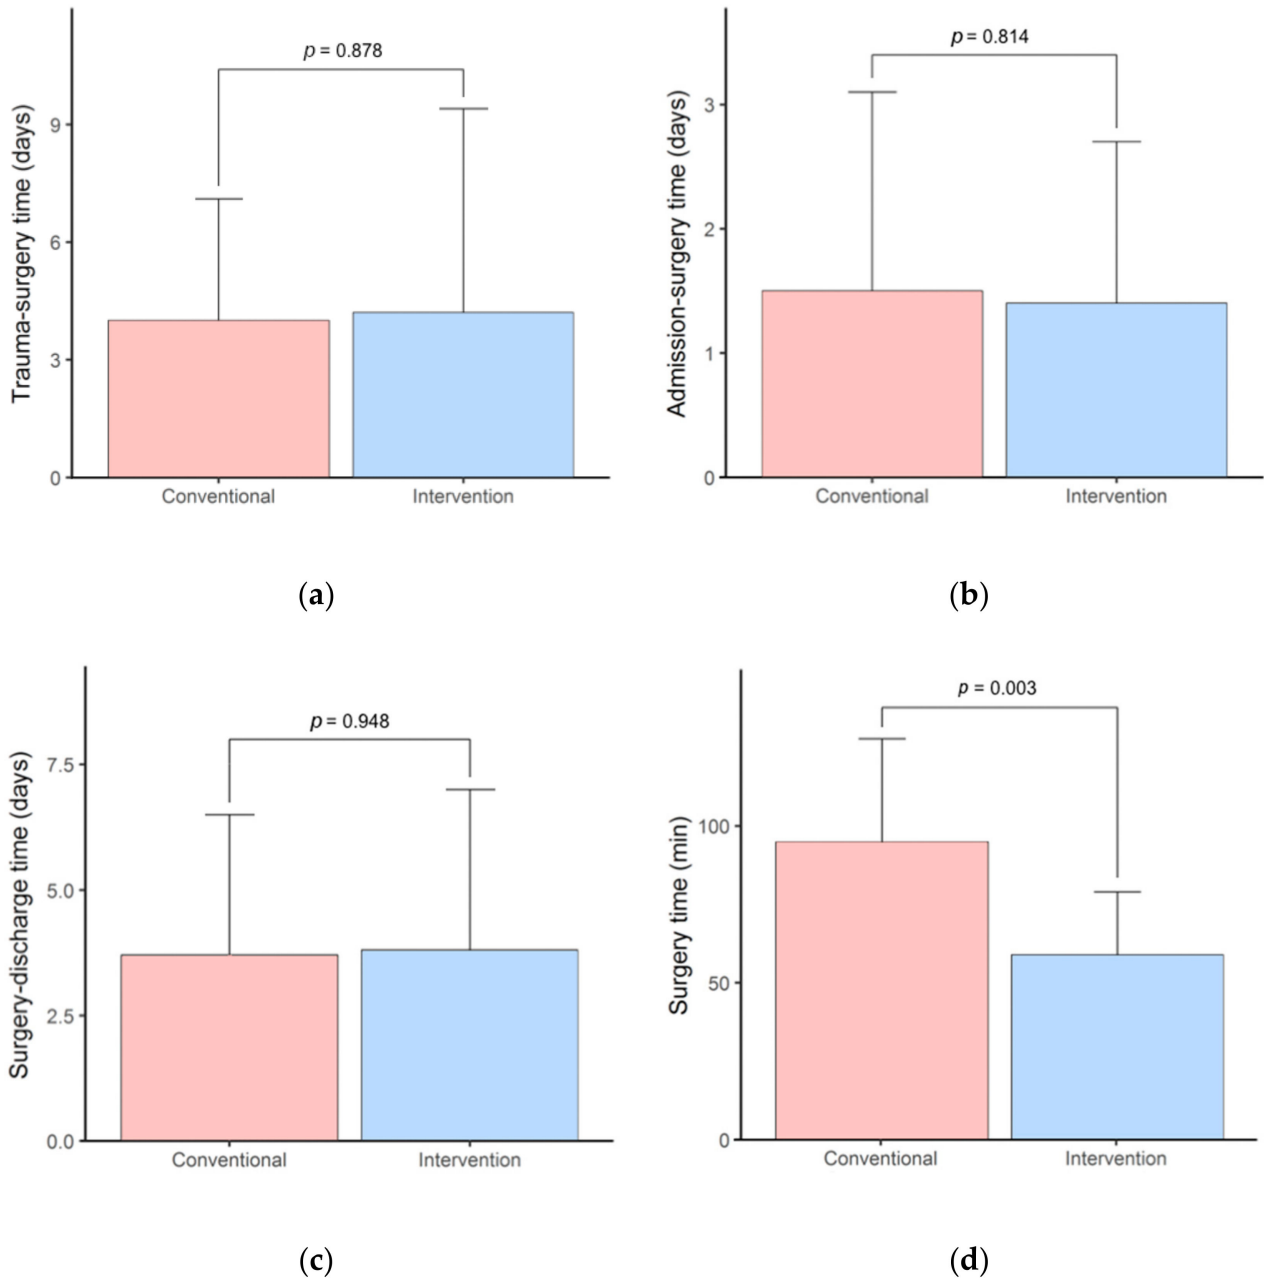 p = 0.878
Trauma-surgery time (days)
9
6
3
0
Conventional Intervention
(a)
p = 0.814
Admission-surgery time (days)
3
2
1
0
Conventional Intervention
(b)
p = 0.948
Surgery-discharge time (days)
7.5
5.0
2.5
0.0
Conventional Intervention
(c)
p = 0.003
Surgery time (min)
100
50
0
Conventional Intervention
(d)